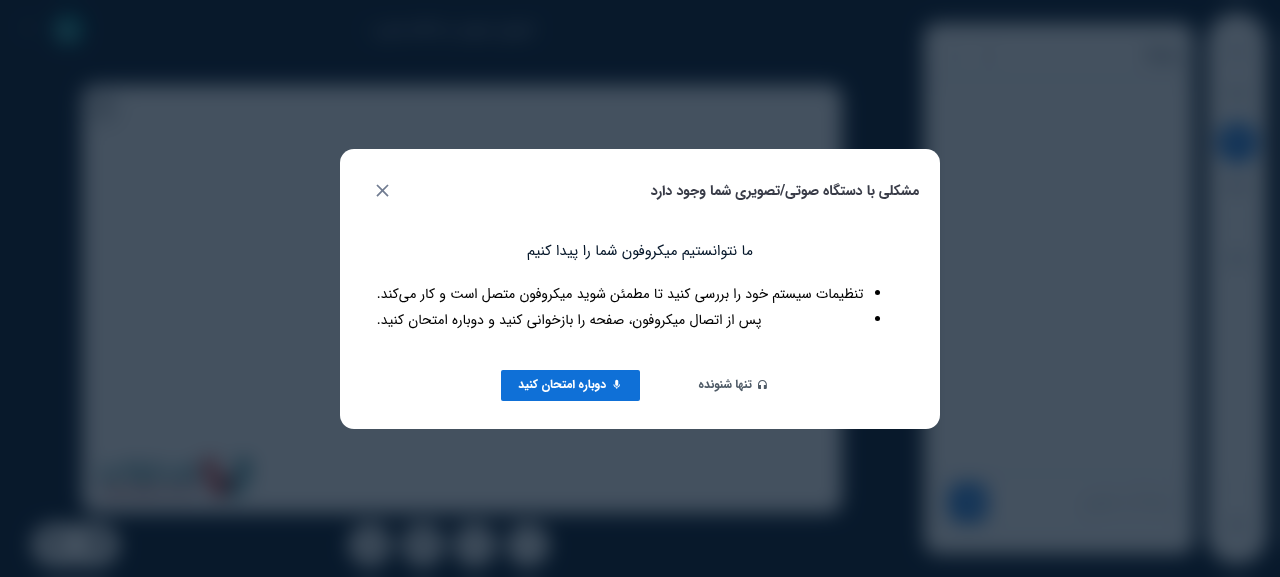 مشکلی با دستگاه صوتی/تصویری شما وجود دارد
ما نتوانستیم میکروفون شما را پیدا کنیم
تنظیمات سیستم خود را بررسی کنید تا مطمئن شوید میکروفون متصل است و کار می‌کند.
پس از اتصال میکروفون، صفحه را بازخوانی کنید و دوباره امتحان کنید.
تنها شنونده
دوباره امتحان کنید